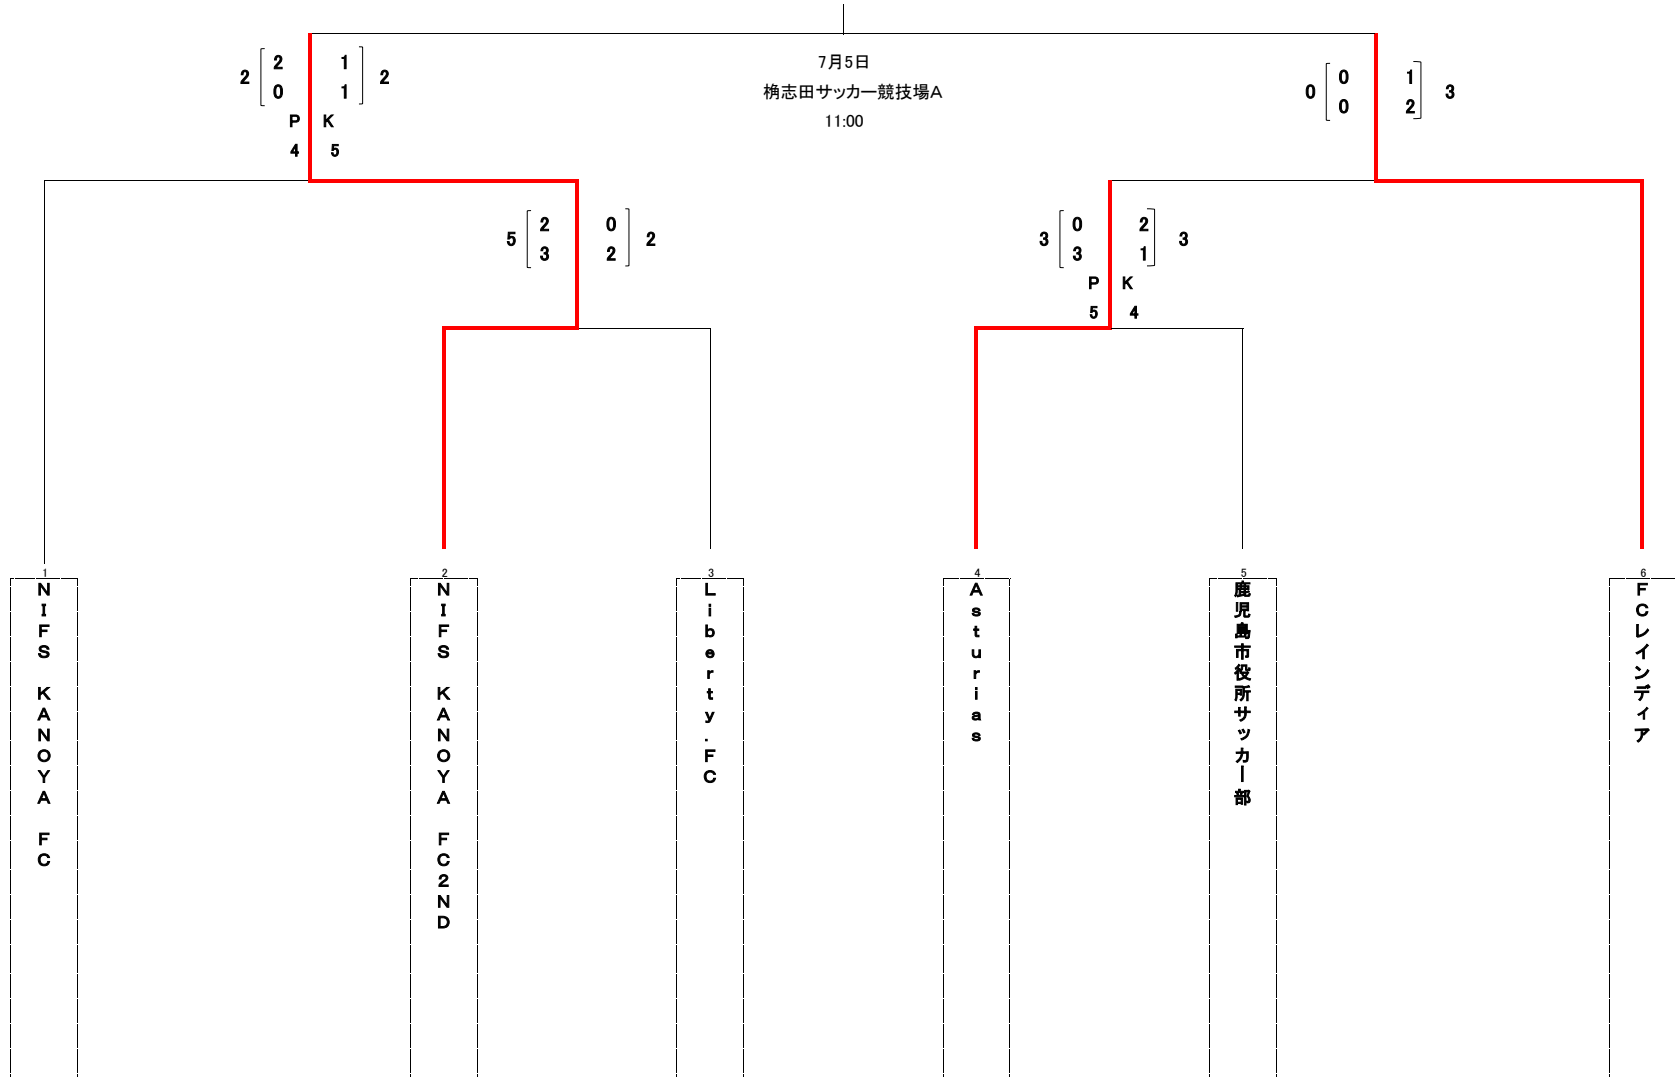 7月5日
桷志田サッカー競技場A
11:00
2 2 1 2
0 1
P K
4 5
0 0 1 3
0 2
5 2 0 2
3 2
3 0 2 3
3 1
P K
5 4
1
NIFS KANOYA FC
2
NIFS KANOYA FC2ND
3
Liberty.FC
4
Asturias
5
鹿児島市役所サッカー部
6
FCレインディア